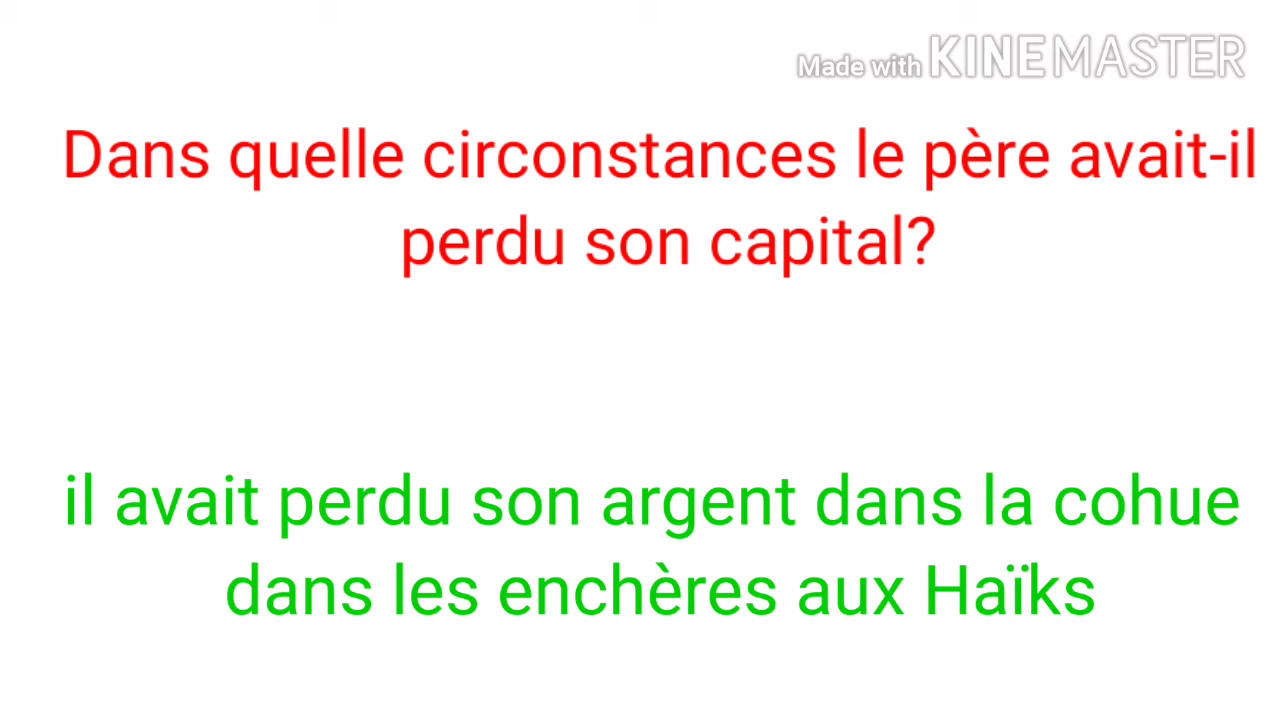 Made with KINEMASTER
Dans quelle circonstances le père avait-il
perdu son capital?
il avait perdu son argent dans la cohue
dans les enchères aux Haïks